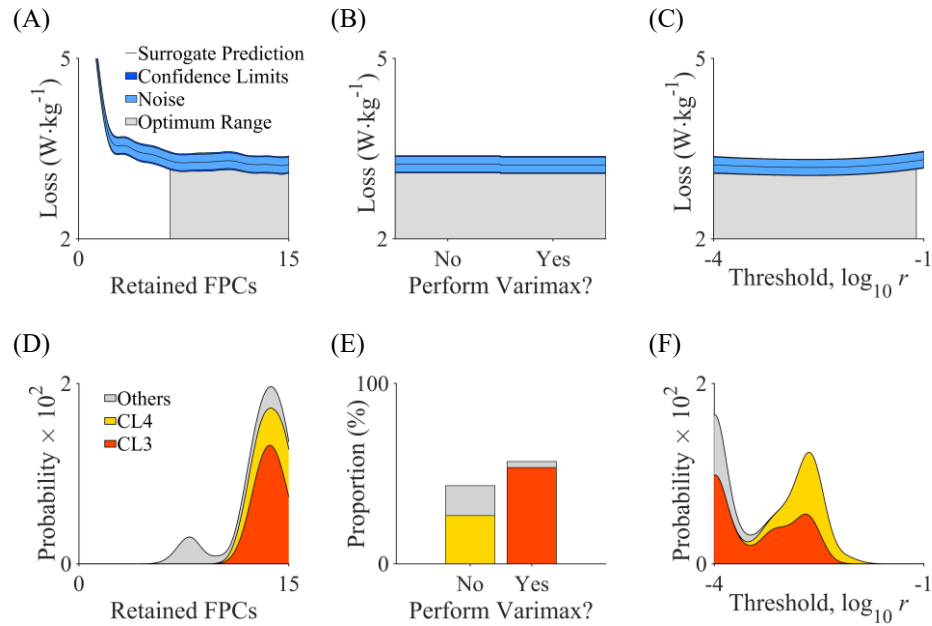 (A)
5
Loss (W·kg⁻¹)
2
0
15
Retained FPCs
Surrogate Prediction
Confidence Limits
Noise
Optimum Range
(B)
5
Loss (W·kg⁻¹)
2
No
Yes
Perform Varimax?
(C)
5
Loss (W·kg⁻¹)
2
-4
-1
Threshold, log₁₀ r
(D)
2
Probability × 10²
0
0
15
Retained FPCs
Others
CL4
CL3
(E)
100
Proportion (%)
0
No
Yes
Perform Varimax?
(F)
2
Probability × 10²
0
-4
-1
Threshold, log₁₀ r